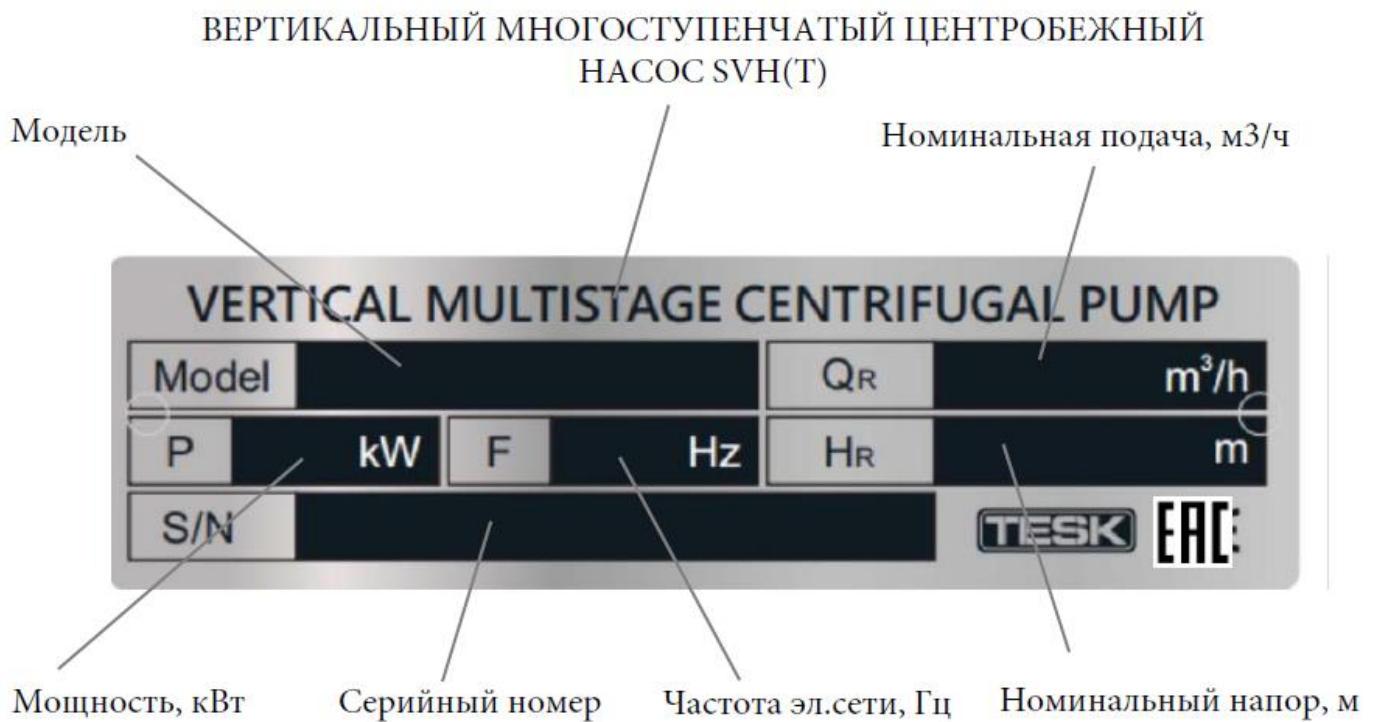 ВЕРТИКАЛЬНЫЙ МНОГОСТУПЕНЧАТЫЙ ЦЕНТРОБЕЖНЫЙ
НАСОС SVH(T)
Модель
Номинальная подача, м3/ч
VERTICAL MULTISTAGE CENTRIFUGAL PUMP
Model
QR m³/h
P kW F Hz HR m
S/N
TESK EAC
Мощность, кВт
Серийный номер
Частота эл.сети, Гц
Номинальный напор, м